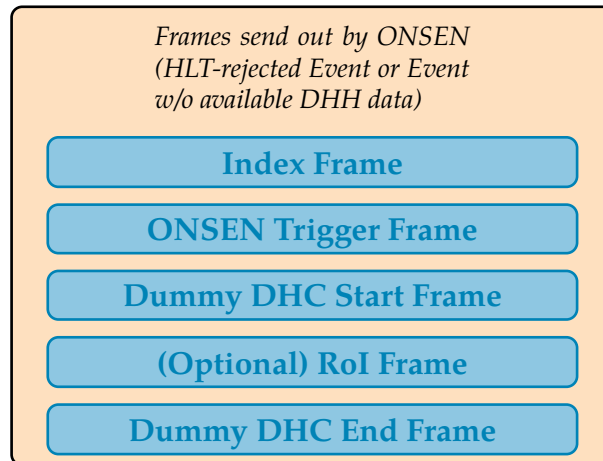 Frames send out by ONSEN
(HLT-rejected Event or Event
w/o available DHH data)
Index Frame
ONSEN Trigger Frame
Dummy DHC Start Frame
(Optional) RoI Frame
Dummy DHC End Frame